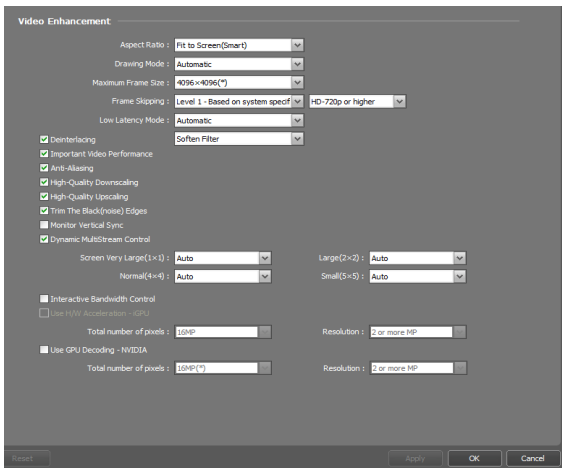 Video Enhancement
Aspect Ratio : Fit to Screen(Smart)
Drawing Mode : Automatic
Maximum Frame Size : 4096×4096(*)
Frame Skipping : Level 1 - Based on system specif HD-720p or higher
Low Latency Mode : Automatic
Deinterlacing Soften Filter
Important Video Performance
Anti-Aliasing
High-Quality Downscaling
High-Quality Upscaling
Trim The Black(noise) Edges
Monitor Vertical Sync
Dynamic MultiStream Control
Screen Very Large(1×1) : Auto Large(2×2) : Auto
Normal(4×4) : Auto Small(5×5) : Auto
Interactive Bandwidth Control
Use H/W Acceleration - iGPU
Total number of pixels : 16MP Resolution : 2 or more MP
Use GPU Decoding - NVIDIA
Total number of pixels : 16MP(*) Resolution : 2 or more MP
Reset Apply OK Cancel